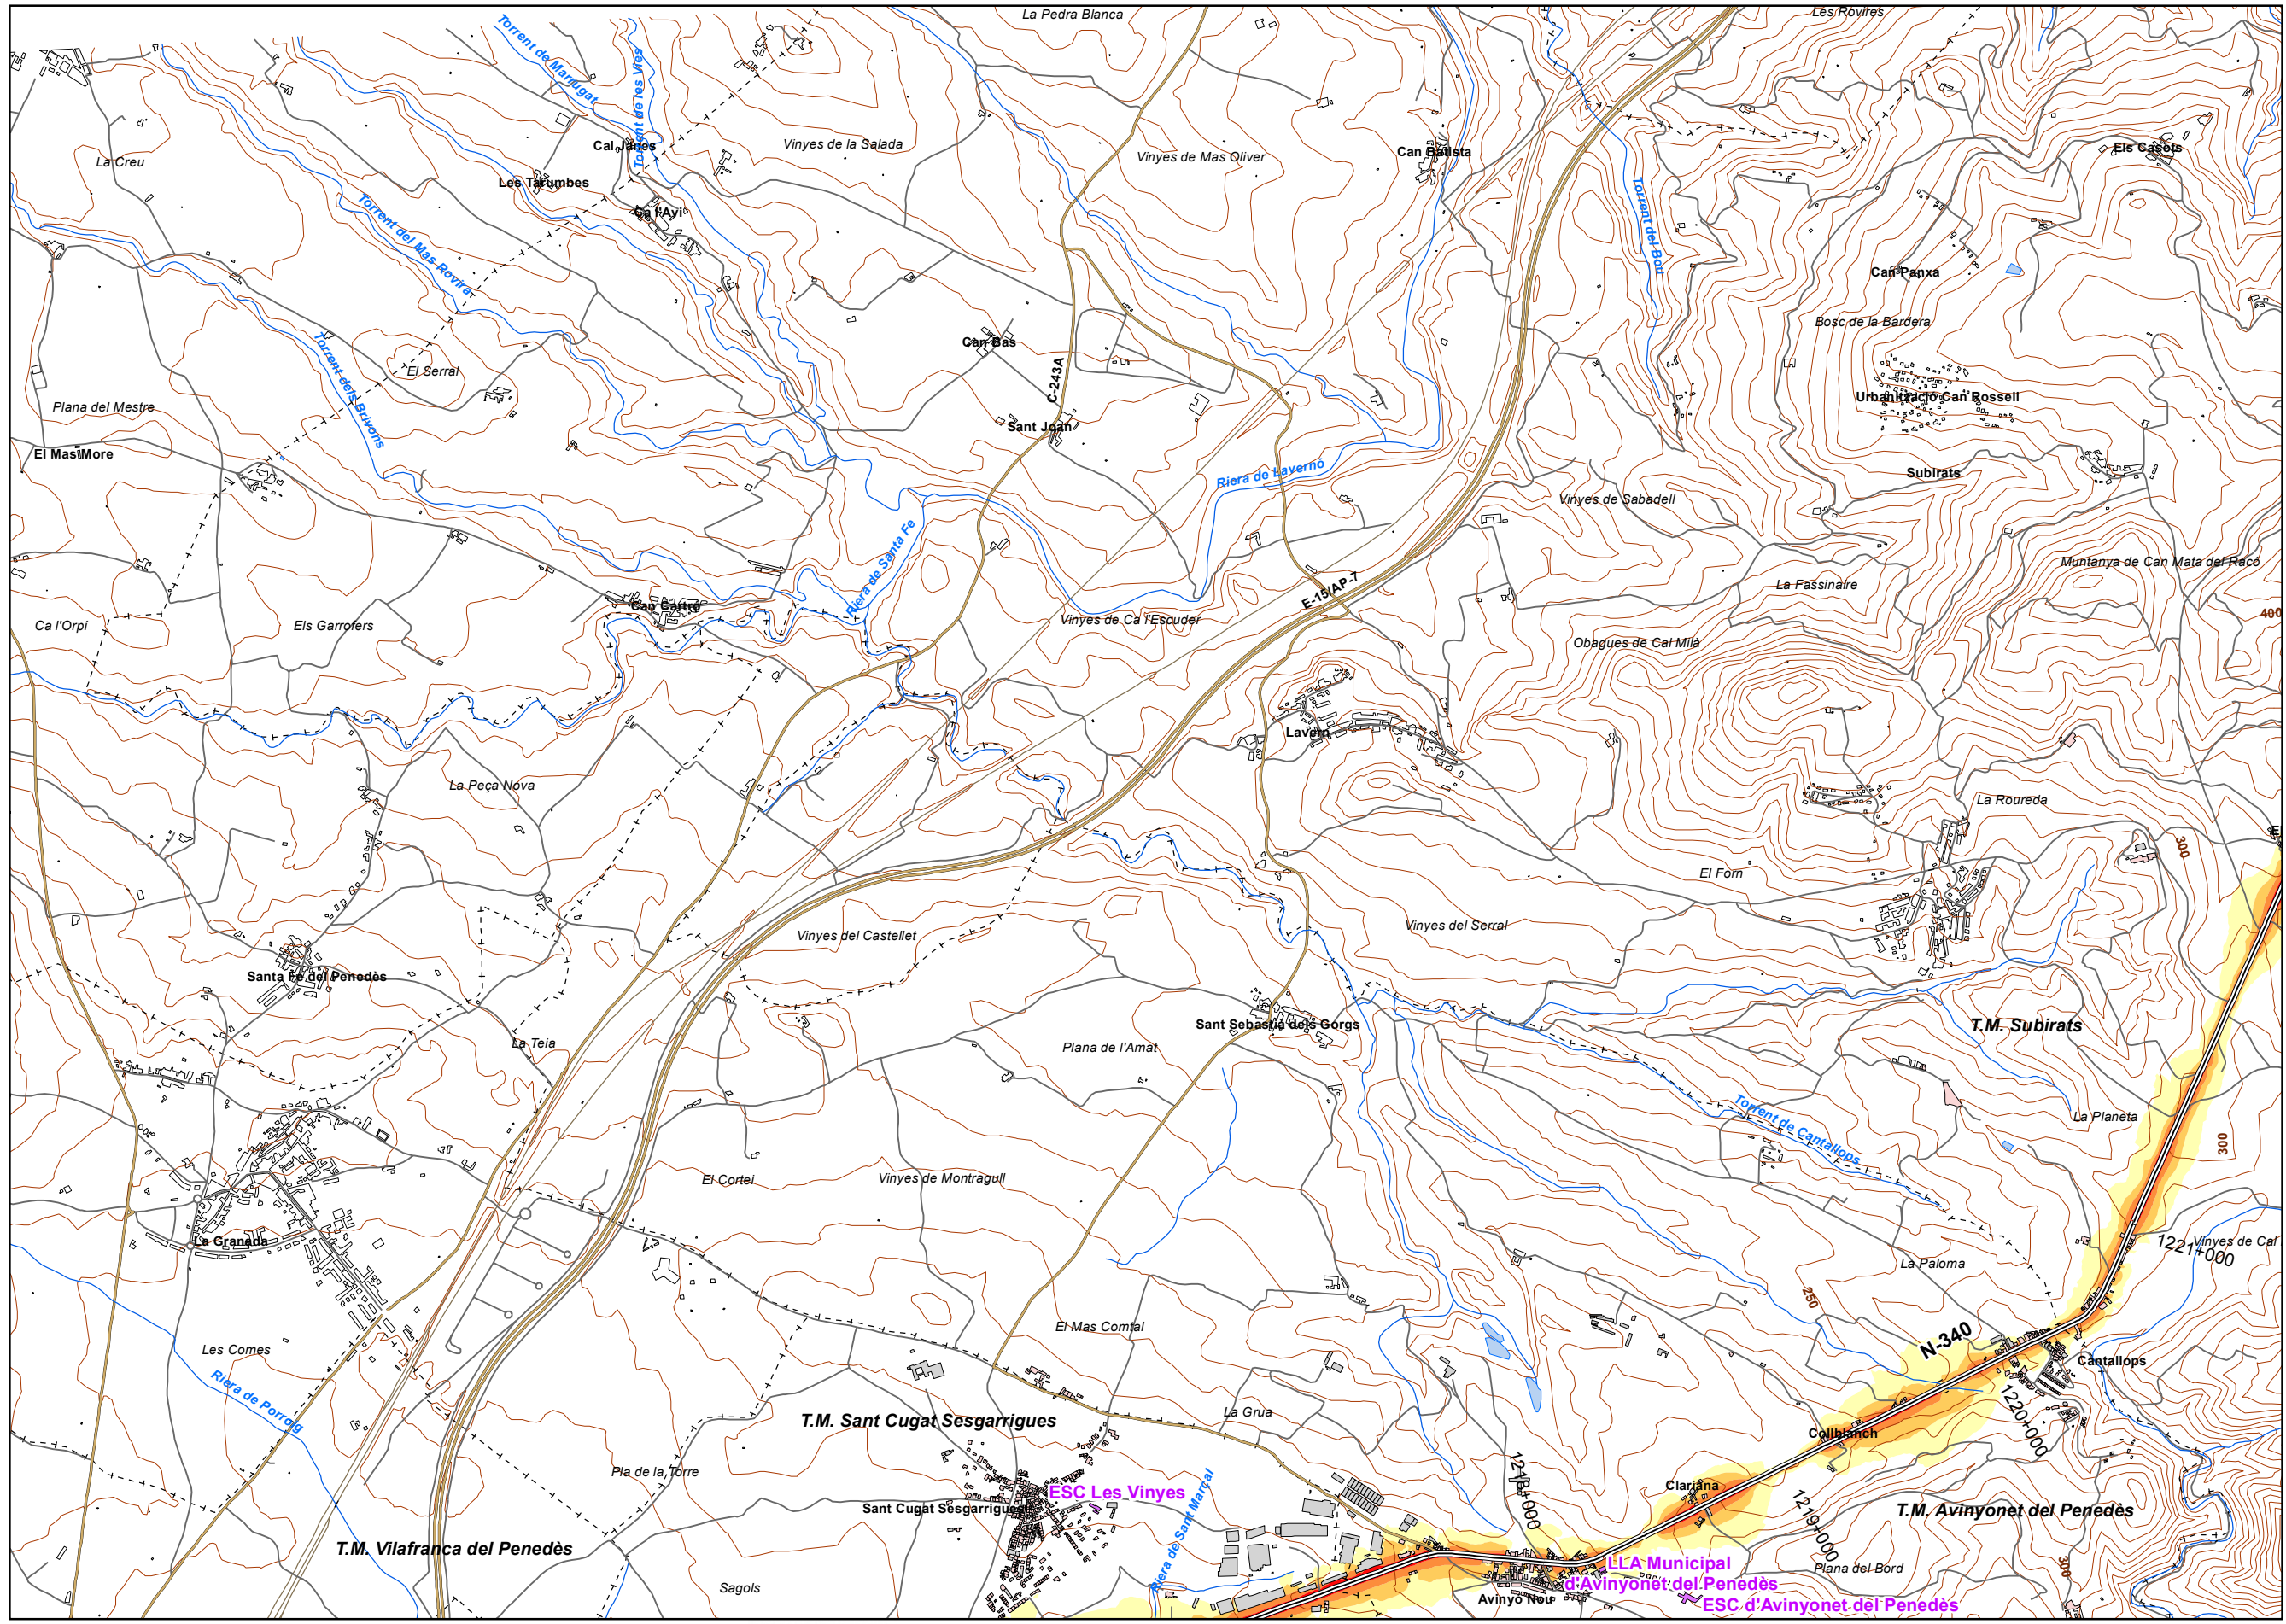 La Pedra Blanca
Les Rovires
Torrent de Marrugat
Torrent de les Vies
Cal Janes
Vinyes de la Salada
Vinyes de Mas Oliver
Can Batista
Els Casots
La Creu
Les Tarumbes
Ca l'Avi
Torrent del Mas Rovira
Torrent del Bou
Can Panxa
Bosc de la Bardera
Torrent dels Brivons
El Serral
Can Bas
C-243A
Plana del Mestre
Urbanització Can Rossell
Sant Joan
El Mas More
Riera de Lavernó
Subirats
Vinyes de Sabadell
Riera de Santa Fe
Muntanya de Can Mata del Racó
La Fassinaire
E-15/AP-7
Can Cartró
400
Ca l'Orpí
Els Garrofers
Vinyes de Ca l'Escuder
Obagues de Cal Milà
Lavern
La Peça Nova
La Roureda
300
El Forn
Vinyes del Castellet
Vinyes del Serral
Santa Fe del Penedès
Sant Sebastià dels Gorgs
T.M. Subirats
La Teia
Plana de l'Amat
Torrent de Cantallops
La Planeta
300
El Cortei
Vinyes de Montragull
La Granada
Vinyes de Cal
1221+000
La Paloma
250
El Mas Comtal
N-340
Les Comes
Cantallops
Riera de Porroig
1220+000
T.M. Sant Cugat Sesgarrigues
La Grua
Collblanch
Pla de la Torre
Clariana
ESC Les Vinyes
Sant Cugat Sesgarrigues
Riera de Sant Marçal
1218+000
1219+000
T.M. Avinyonet del Penedès
T.M. Vilafranca del Penedès
LLA Municipal
d'Avinyonet del Penedès
Plana del Bord
300
Sagols
Avinyó Nou
ESC d'Avinyonet del Penedès